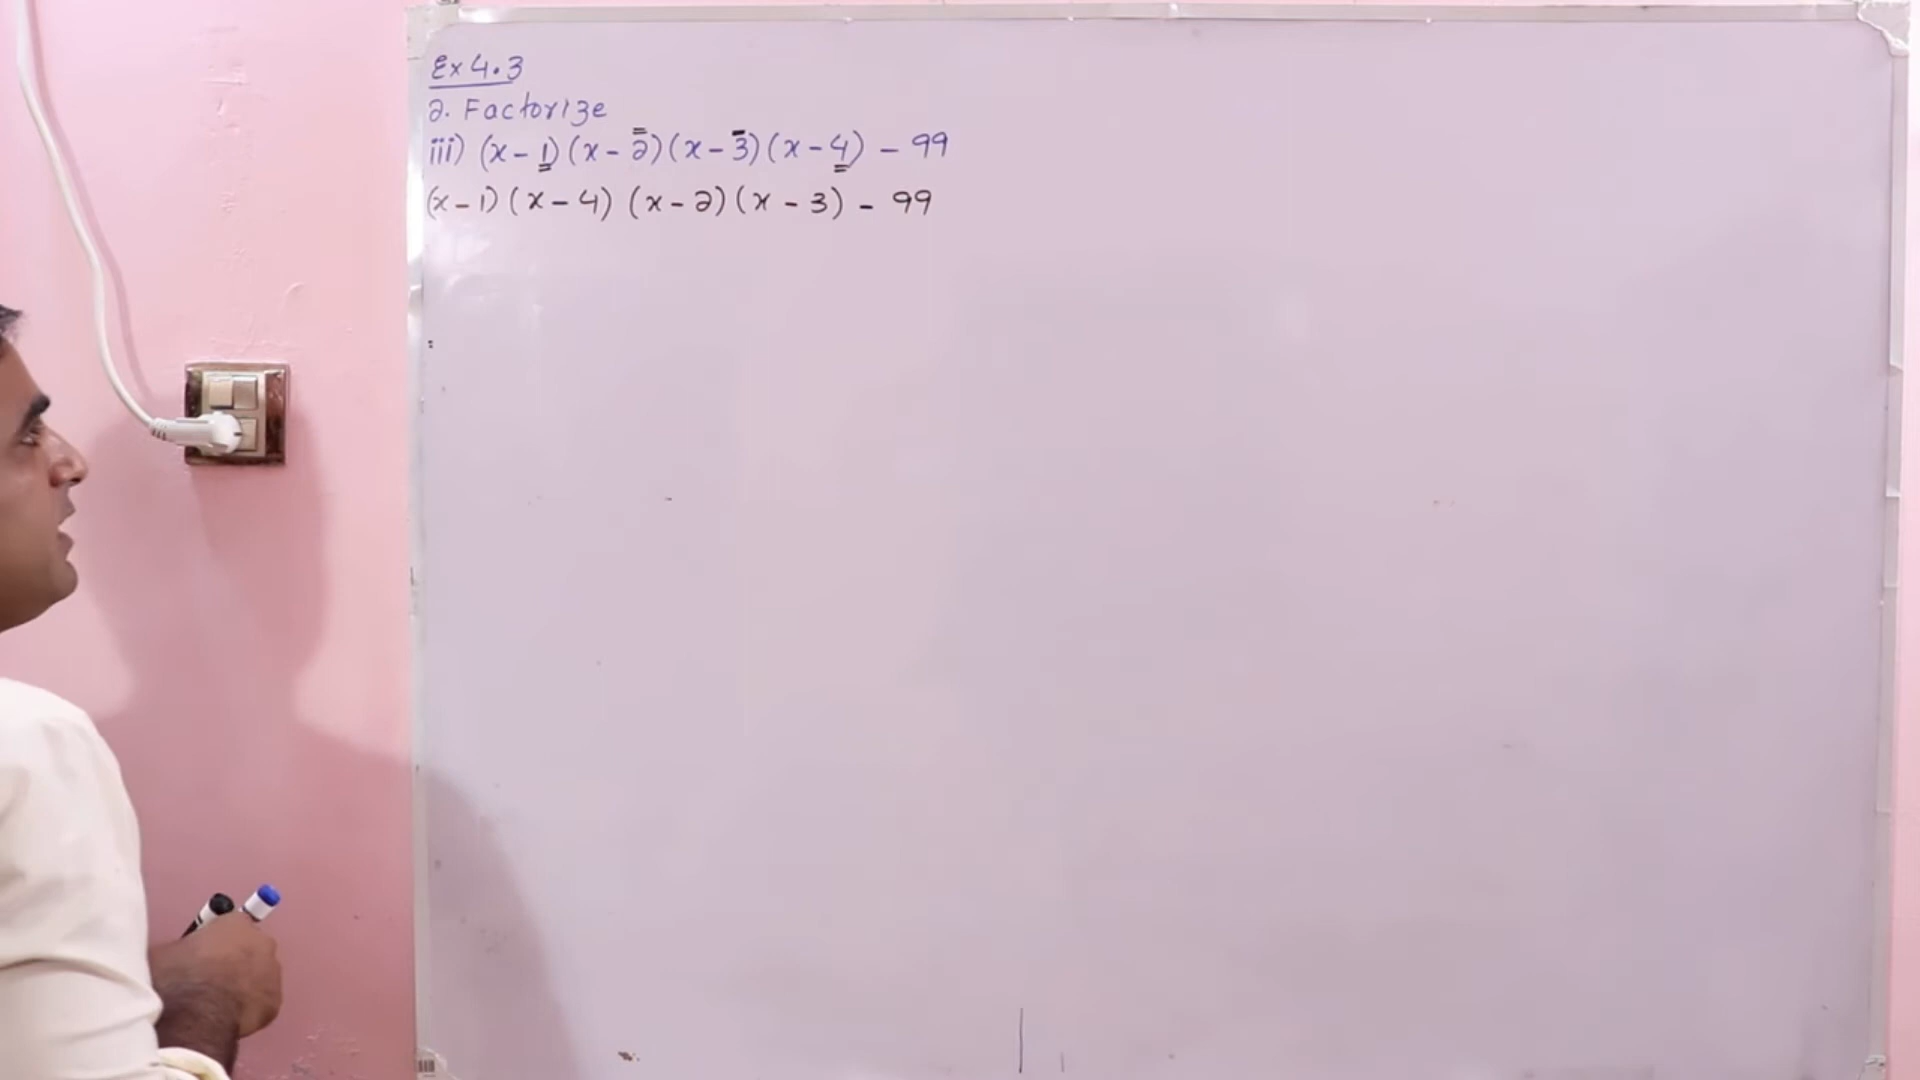 Ex 4.3
2. Factorize
iii) (x - 1)(x - 2)(x - 3)(x - 4) - 99
(x - 1)(x - 4) (x - 2)(x - 3) - 99